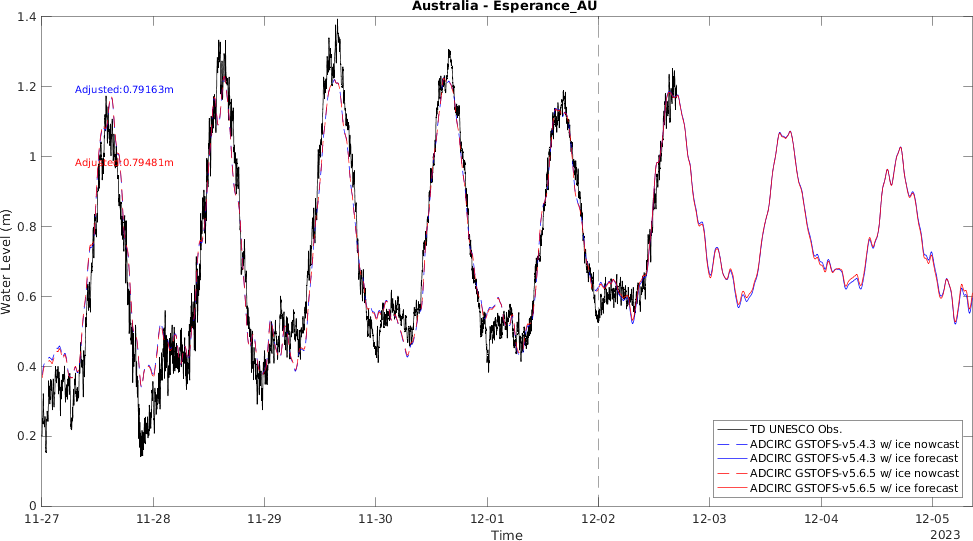 Australia - Esperance_AU
1.4
1.2
1
0.8
0.6
0.4
0.2
0
Water Level (m)
Adjusted:0.79163m
Adjusted:0.79481m
TD UNESCO Obs.
ADCIRC GSTOFS-v5.4.3 w/ ice nowcast
ADCIRC GSTOFS-v5.4.3 w/ ice forecast
ADCIRC GSTOFS-v5.6.5 w/ ice nowcast
ADCIRC GSTOFS-v5.6.5 w/ ice forecast
11-27 11-28 11-29 11-30 12-01 12-02 12-03 12-04 12-05
Time
2023